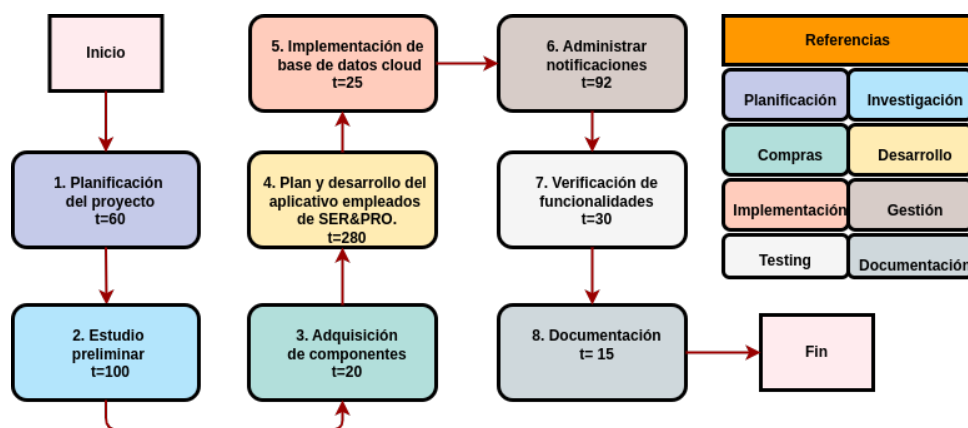 Inicio
1. Planificación
del proyecto
t=60
2. Estudio
preliminar
t=100
3. Adquisición
de componentes
t=20
4. Plan y desarrollo del
aplicativo empleados
de SER&PRO.
t=280
5. Implementación de
base de datos cloud
t=25
6. Administrar
notificaciones
t=92
7. Verificación de
funcionalidades
t=30
8. Documentación
t= 15
Fin
Referencias
Planificación
Investigación
Compras
Desarrollo
Implementación
Gestión
Testing
Documentación